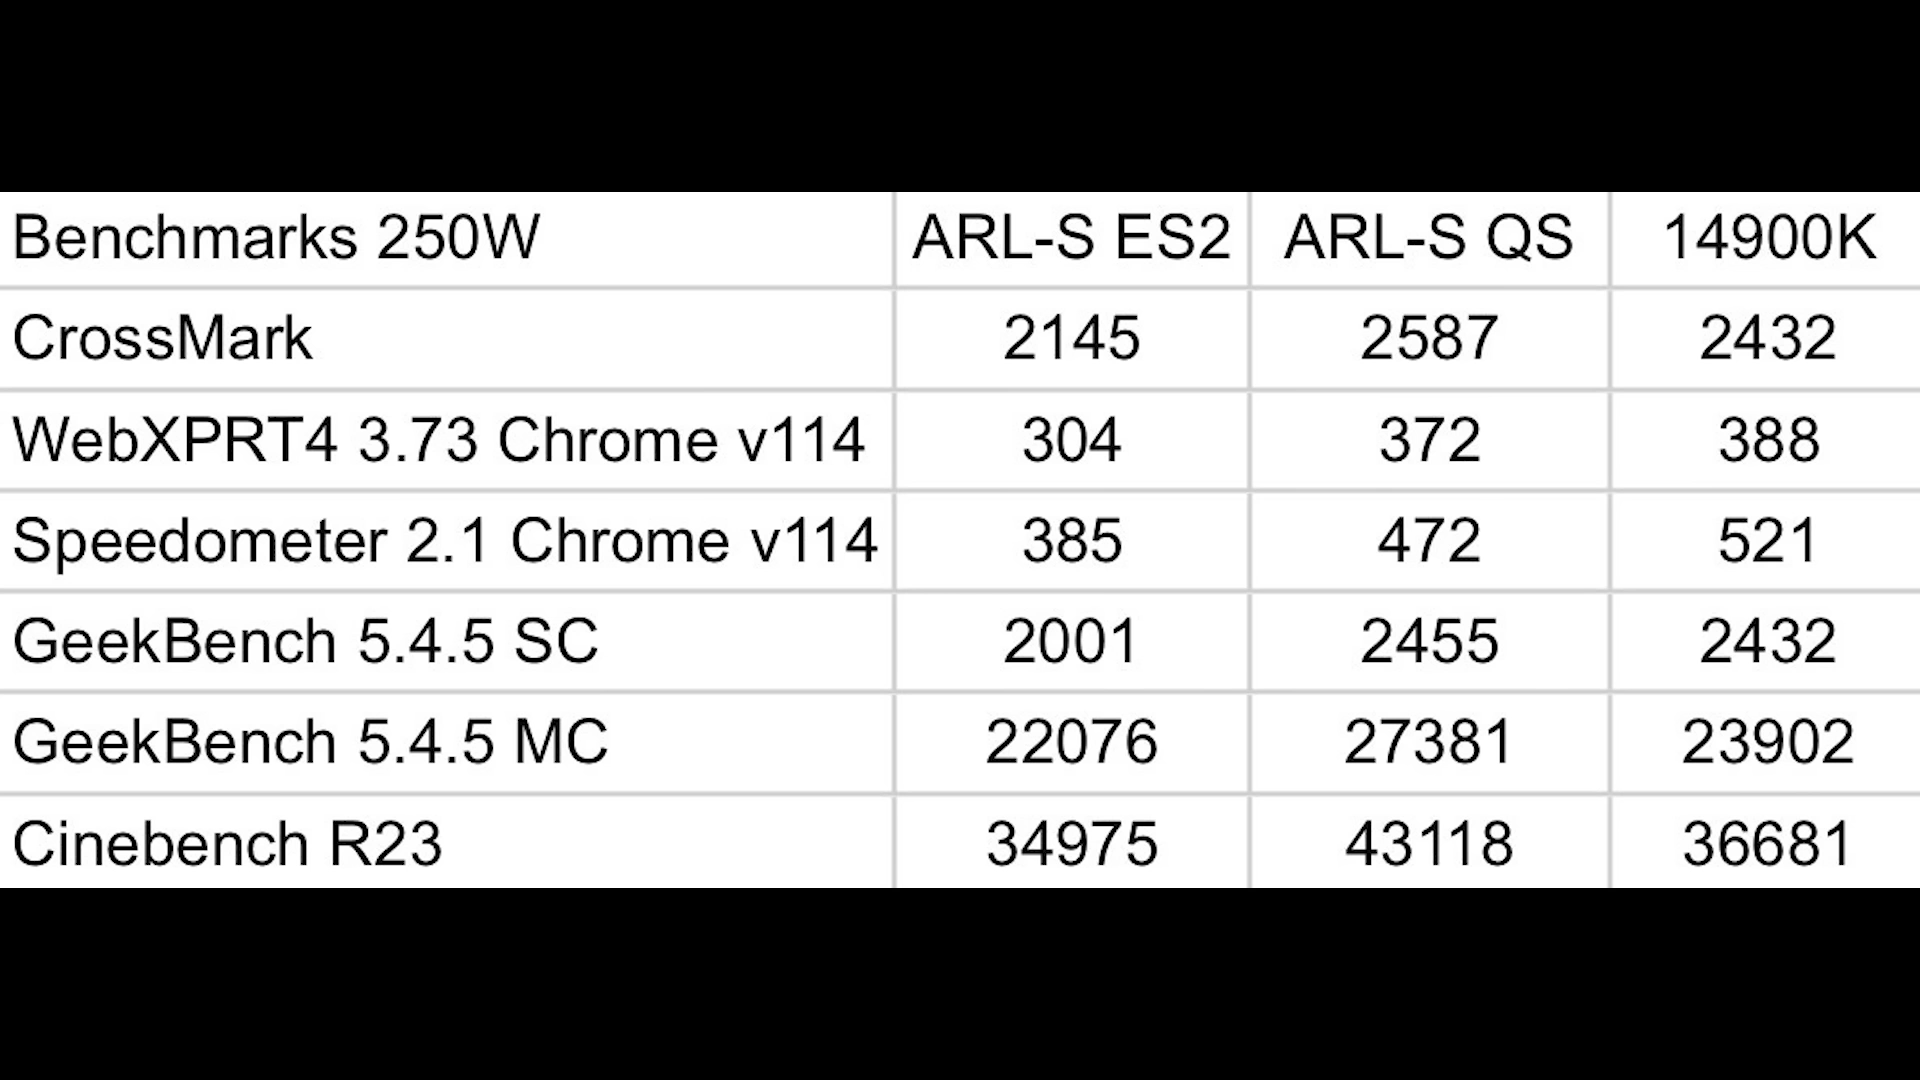 Benchmarks 250W ARL-S ES2 ARL-S QS 14900K
CrossMark 2145 2587 2432
WebXPRT4 3.73 Chrome v114 304 372 388
Speedometer 2.1 Chrome v114 385 472 521
GeekBench 5.4.5 SC 2001 2455 2432
GeekBench 5.4.5 MC 22076 27381 23902
Cinebench R23 34975 43118 36681